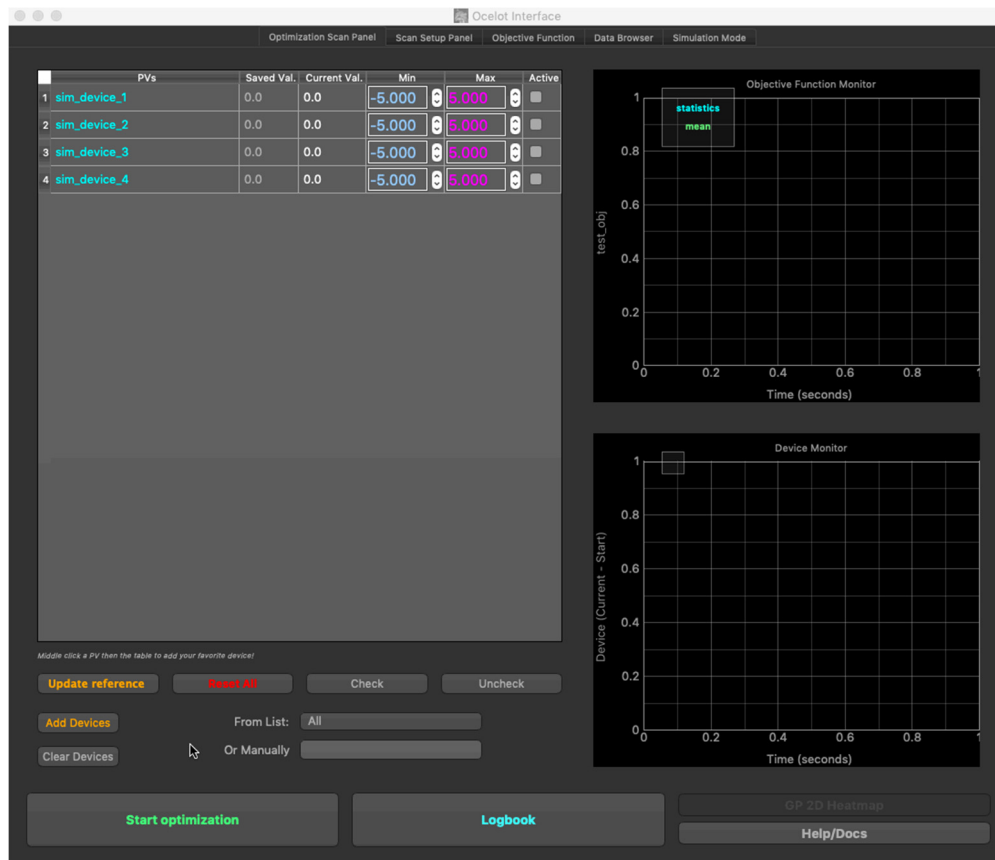 Ocelot Interface
Optimization Scan Panel Scan Setup Panel Objective Function Data Browser Simulation Mode
PVs Saved Val. Current Val. Min Max Active
1 sim_device_1 0.0 0.0 -5.000 5.000
2 sim_device_2 0.0 0.0 -5.000 5.000
3 sim_device_3 0.0 0.0 -5.000 5.000
4 sim_device_4 0.0 0.0 -5.000 5.000
Middle click a PV then the table to add your favorite device!
Update reference Reset All Check Uncheck
Add Devices From List: All
Clear Devices Or Manually
Start optimization Logbook
GP 2D Heatmap
Help/Docs
Objective Function Monitor
statistics
mean
1
0.8
0.6
0.4
0.2
0
test_obj
0 0.2 0.4 0.6 0.8 1
Time (seconds)
Device Monitor
1
0.8
0.6
0.4
0.2
0
Device (Current - Start)
0 0.2 0.4 0.6 0.8 1
Time (seconds)